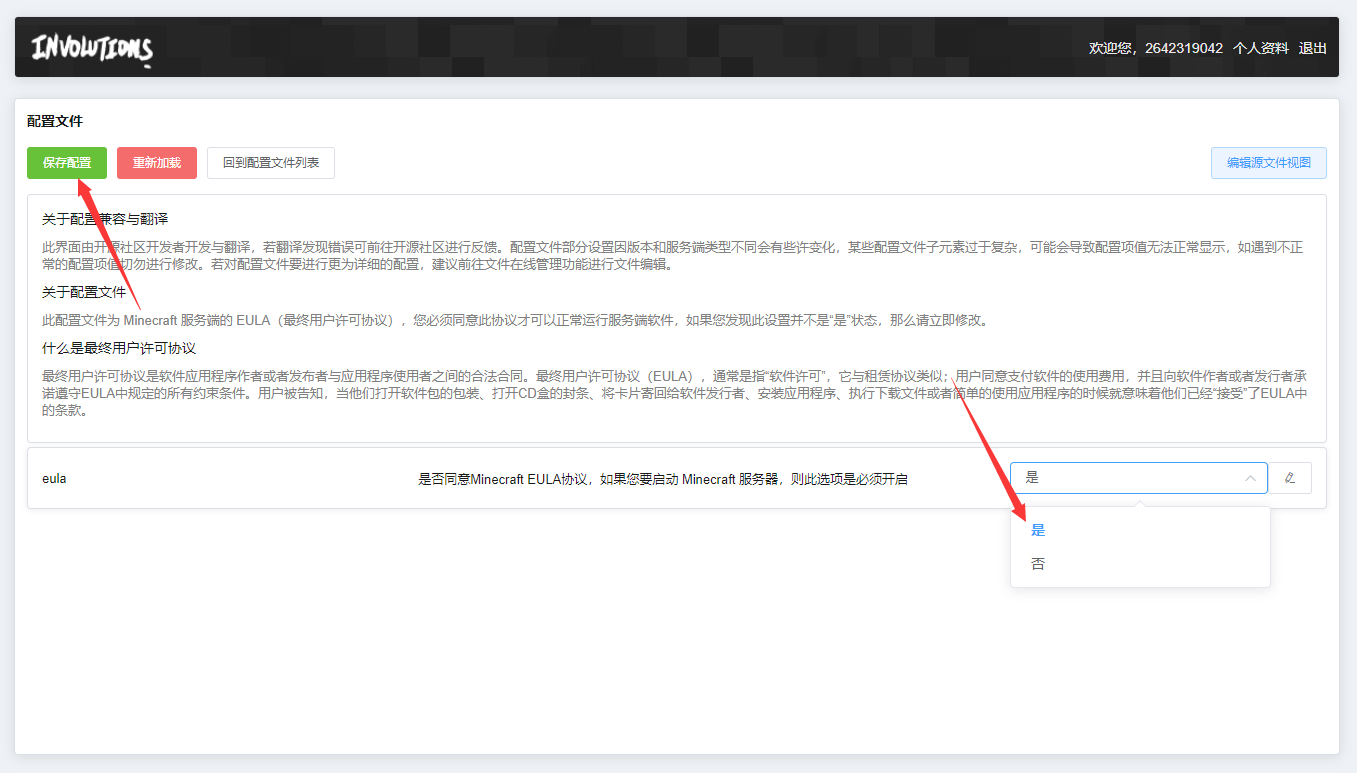 INVOLUTIONS
欢迎您，2642319042 个人资料 退出
配置文件
保存配置 重新加载 回到配置文件列表 编辑源文件视图
关于配置兼容与翻译
此界面由开源社区开发者开发与翻译，若翻译发现错误可前往开源社区进行反馈。配置文件部分设置因版本和服务端类型不同会有些许变化，某些配置文件子元素过于复杂，可能会导致配置项值无法正常显示，如遇到不正
常的配置项值切勿进行修改。若对配置文件要进行更为详细的配置，建议前往文件在线管理功能进行文件编辑。
关于配置文件
此配置文件为 Minecraft 服务端的 EULA（最终用户许可协议），您必须同意此协议才可以正常运行服务端软件，如果您发现此设置并不是“是”状态，那么请立即修改。
什么是最终用户许可协议
最终用户许可协议是软件应用程序作者或者发布者与应用程序使用者之间的合法合同。最终用户许可协议（EULA），通常是指“软件许可”，它与租赁协议类似；用户同意支付软件的使用费用，并且向软件作者或者发行者承
诺遵守EULA中规定的所有约束条件。用户被告知，当他们打开软件包的包装、打开CD盒的封条、将卡片寄回给软件发行者、安装应用程序、执行下载文件或者简单的使用应用程序的时候就意味着他们已经“接受”了EULA中
的条款。
eula 是否同意Minecraft EULA协议，如果您要启动 Minecraft 服务器，则此选项是必须开启 是
是
否